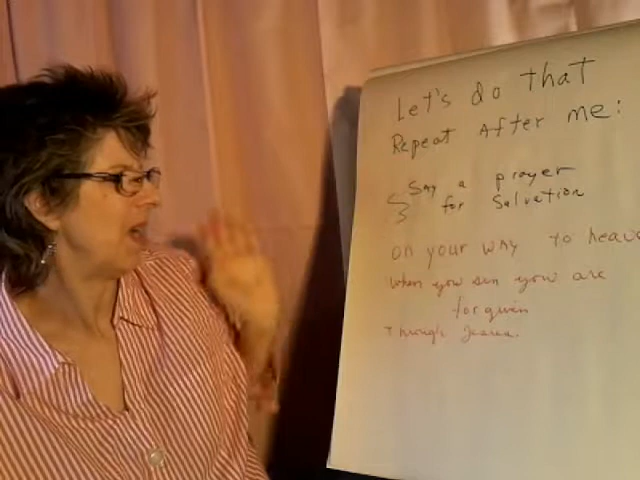 Let's do that
Repeat After me:
Say a prayer
for Salvation
on your way to heav
When you sin you are
forgiven
Through Jesus.